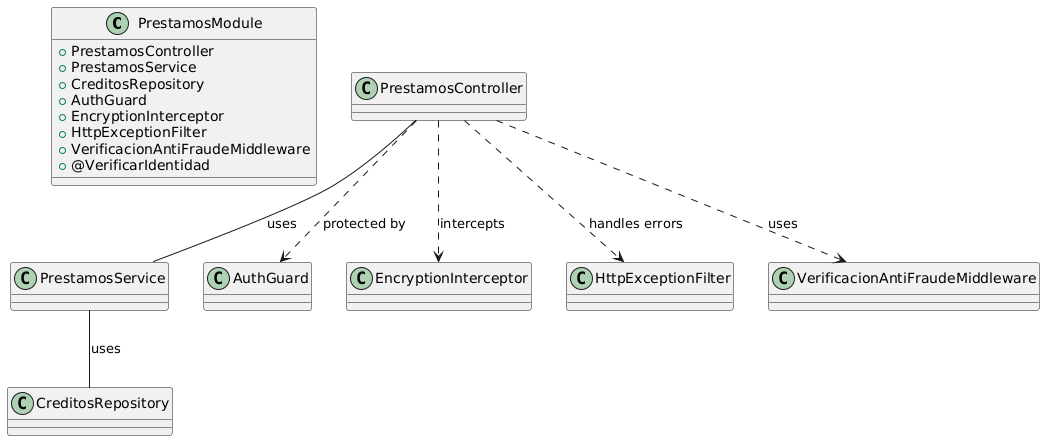 C PrestamosModule
PrestamosController
PrestamosService
CreditosRepository
AuthGuard
EncryptionInterceptor
HttpExceptionFilter
VerificacionAntiFraudeMiddleware
@VerificarIdentidad
C PrestamosController
uses
protected by
intercepts
handles errors
uses
C PrestamosService
C AuthGuard
C EncryptionInterceptor
C HttpExceptionFilter
C VerificacionAntiFraudeMiddleware
uses
C CreditosRepository